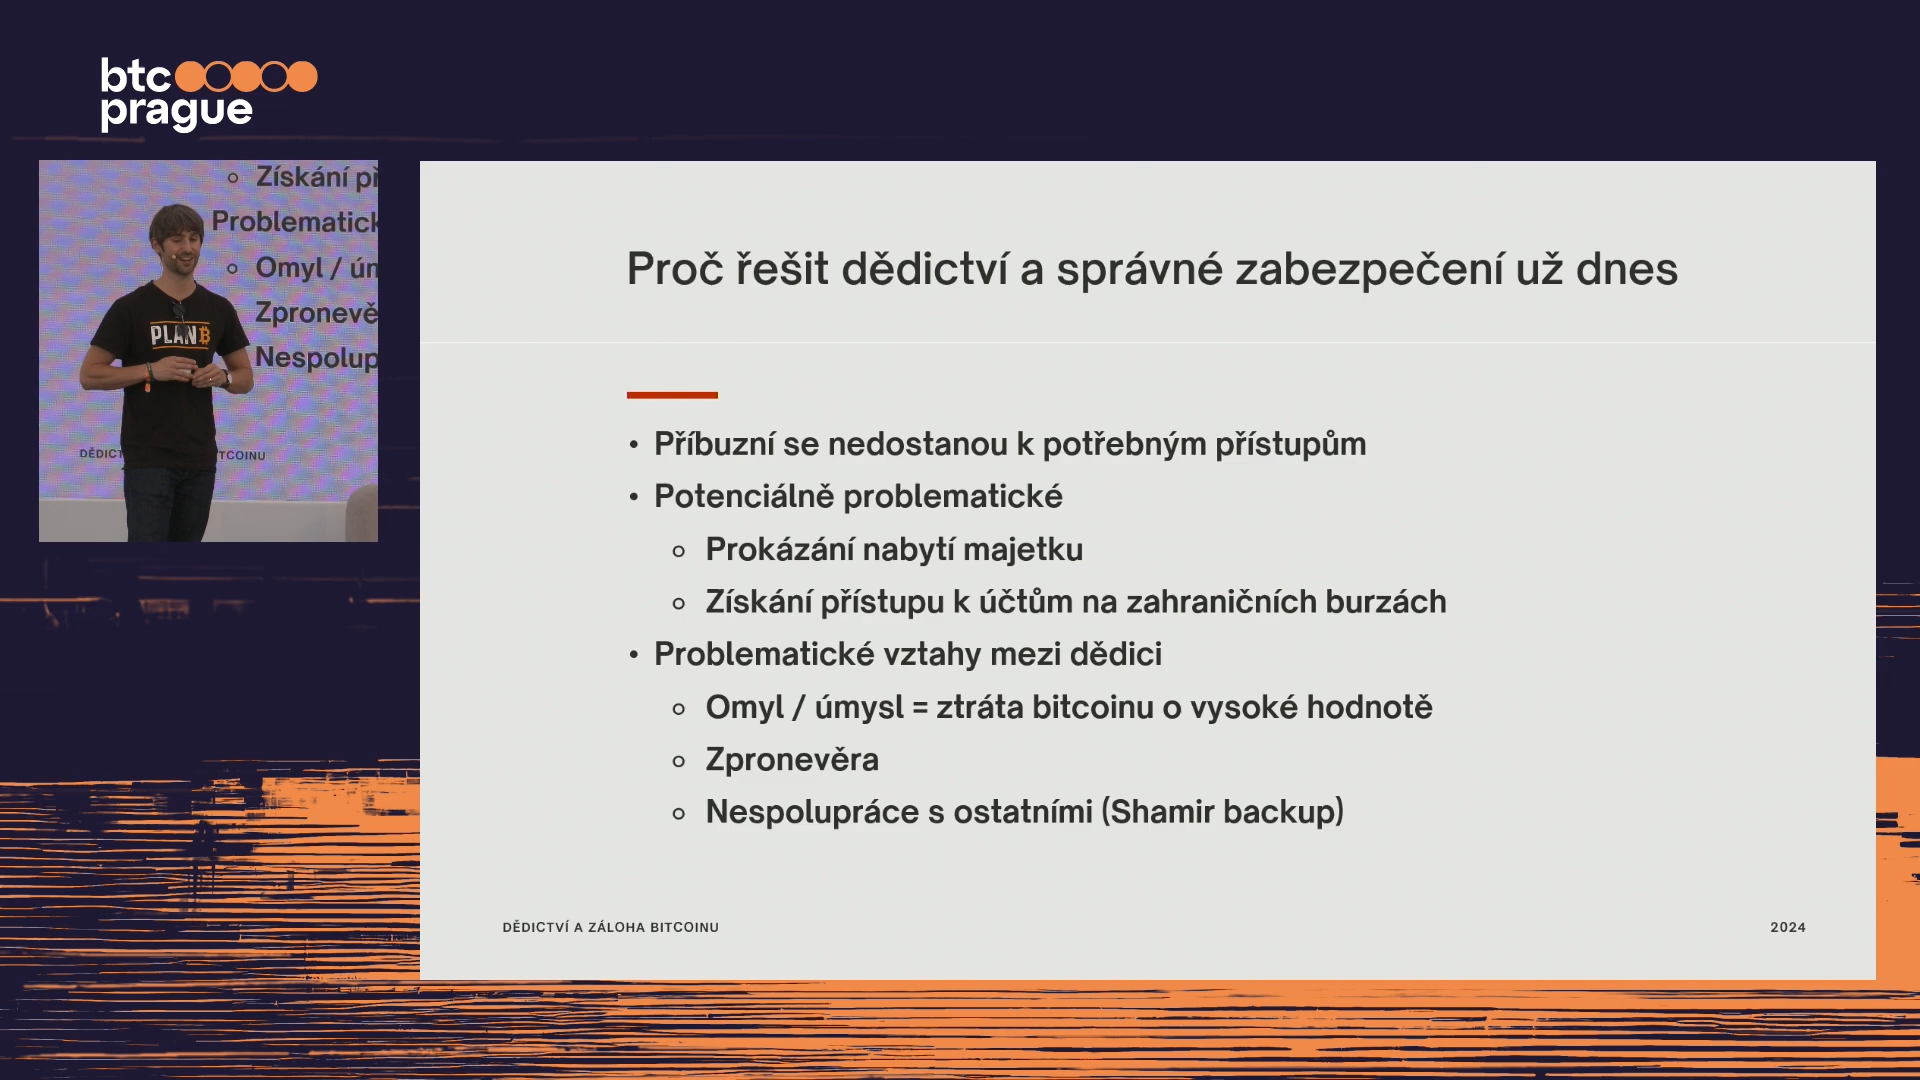 btc
prague
Získání př
Problematick
Omyl / úm
Zpronevě
Nespolup
PLAN₿
DĚDICT
TCOINU
Proč řešit dědictví a správné zabezpečení už dnes
• Příbuzní se nedostanou k potřebným přístupům
• Potenciálně problematické
○ Prokázání nabytí majetku
○ Získání přístupu k účtům na zahraničních burzách
• Problematické vztahy mezi dědici
○ Omyl / úmysl = ztráta bitcoinu o vysoké hodnotě
○ Zpronevěra
○ Nespolupráce s ostatními (Shamir backup)
DĚDICTVÍ A ZÁLOHA BITCOINU
2024